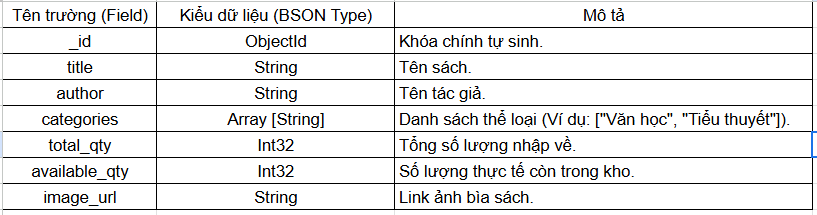 Tên trường (Field) Kiểu dữ liệu (BSON Type) Mô tả
_id ObjectId Khóa chính tự sinh.
title String Tên sách.
author String Tên tác giả.
categories Array [String] Danh sách thể loại (Ví dụ: ["Văn học", "Tiểu thuyết"]).
total_qty Int32 Tổng số lượng nhập về.
available_qty Int32 Số lượng thực tế còn trong kho.
image_url String Link ảnh bìa sách.